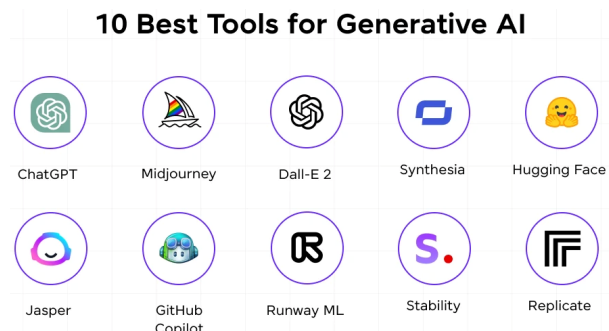 10 Best Tools for Generative AI
ChatGPT
Midjourney
Dall-E 2
Synthesia
Hugging Face
Jasper
GitHub
Copilot
Runway ML
S.
Stability
Replicate